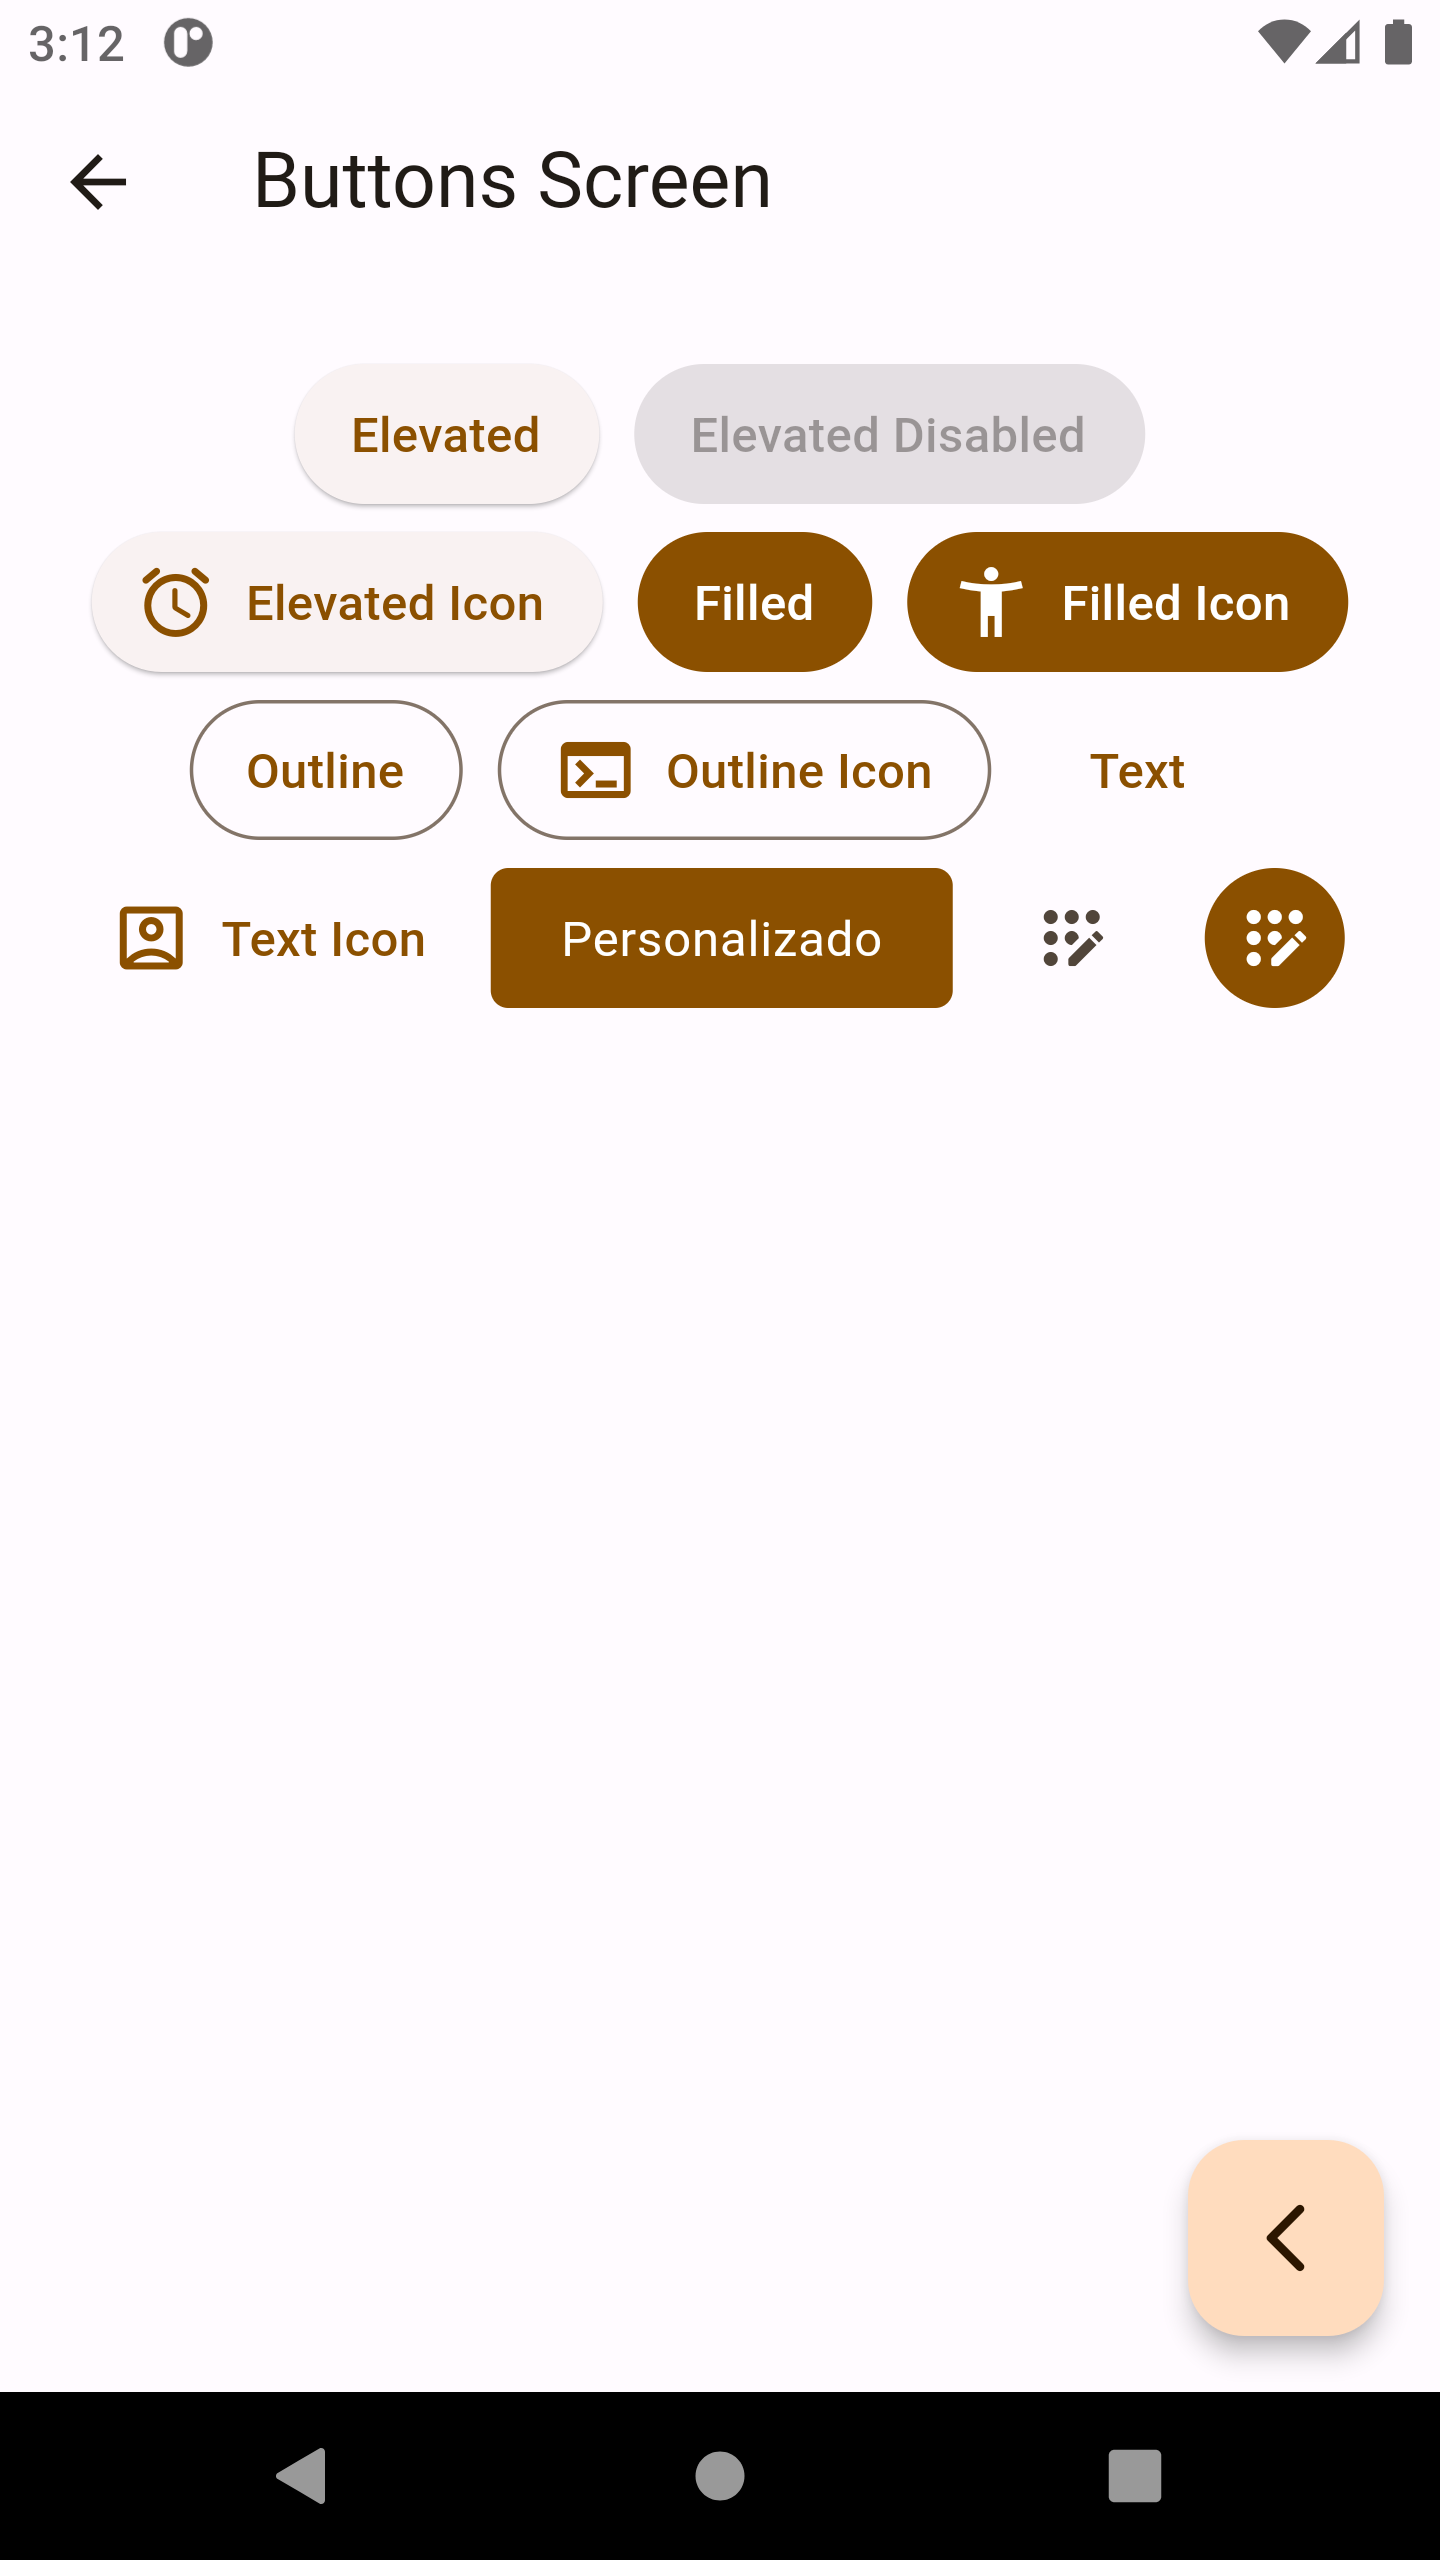 3:12
Buttons Screen
Elevated Elevated Disabled
Elevated Icon Filled Filled Icon
Outline Outline Icon Text
Text Icon Personalizado